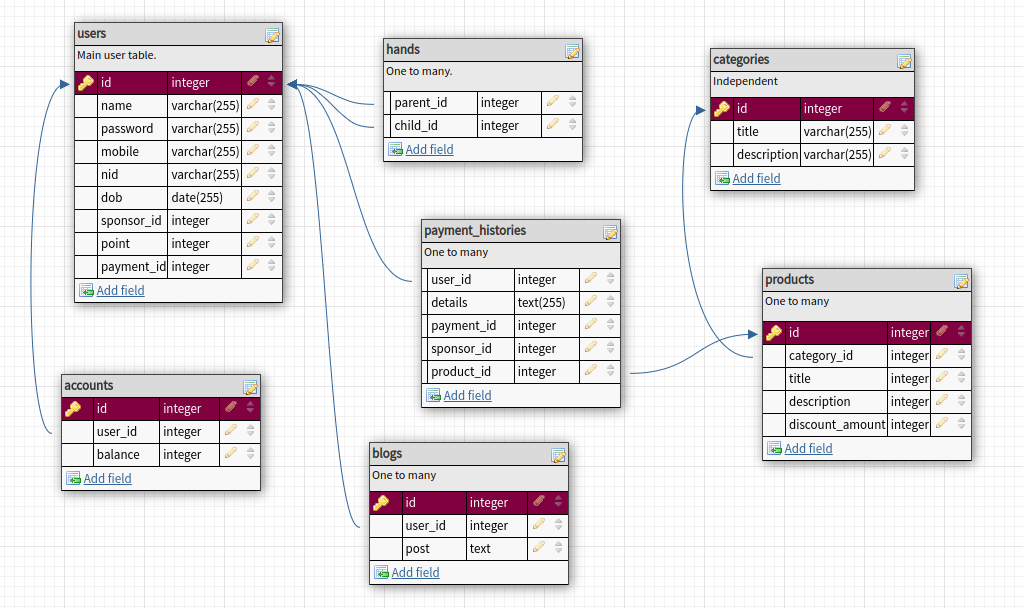 users
Main user table.
id integer
name varchar(255)
password varchar(255)
mobile varchar(255)
nid varchar(255)
dob date(255)
sponsor_id integer
point integer
payment_id integer
Add field
hands
One to many.
parent_id integer
child_id integer
Add field
categories
Independent
id integer
title varchar(255)
description varchar(255)
Add field
payment_histories
One to many
user_id integer
details text(255)
payment_id integer
sponsor_id integer
product_id integer
Add field
products
One to many
id integer
category_id integer
title integer
description integer
discount_amount integer
Add field
accounts
id integer
user_id integer
balance integer
Add field
blogs
One to many
id integer
user_id integer
post text
Add field